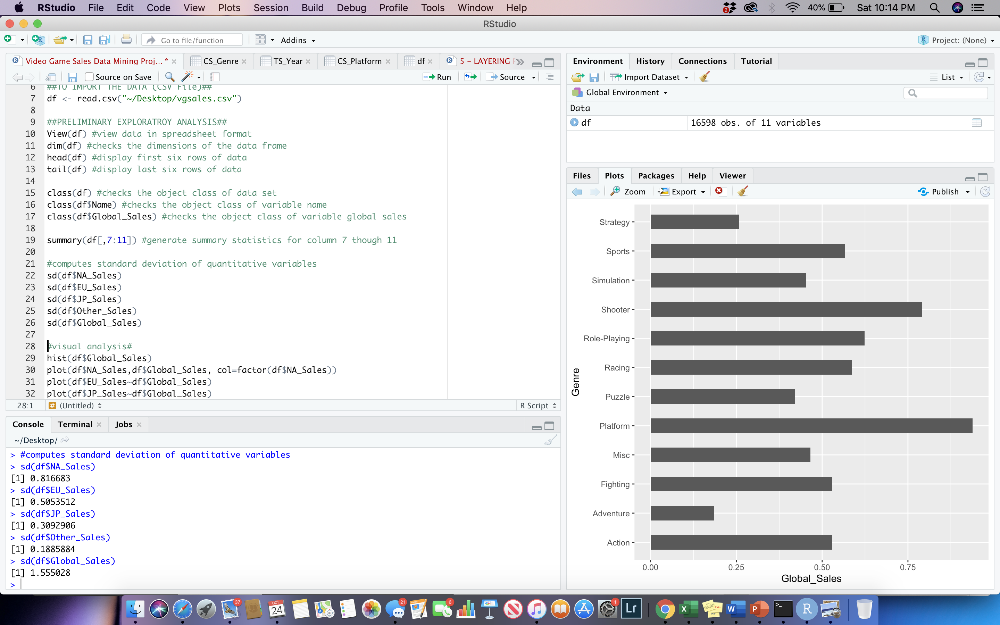 RStudio File Edit Code View Plots Session Build Debug Profile Tools Window Help 2 40% Sat 10:14 PM
RStudio
Go to file/function Addins Project: (None)
Video Game Sales Data Mining Proj...* CS_Genre TS_Year CS_Platform df 5 - LAYERING
Source on Save Run Source
6 ##TO IMPORT THE DATA (CSV File)##
7 df <- read.csv("~/Desktop/vgsales.csv")
8
9 ##PRELIMINARY EXPLORATROY ANALYSIS##
10 View(df) #view data in spreadsheet format
11 dim(df) #checks the dimensions of the data frame
12 head(df) #display first six rows of data
13 tail(df) #display last six rows of data
14
15 class(df) #checks the object class of data set
16 class(df$Name) #checks the object class of variable name
17 class(df$Global_Sales) #checks the object class of variable global sales
18
19 summary(df[,7:11]) #generate summary statistics for column 7 though 11
20
21 #computes standard deviation of quantitative variables
22 sd(df$NA_Sales)
23 sd(df$EU_Sales)
24 sd(df$JP_Sales)
25 sd(df$Other_Sales)
26 sd(df$Global_Sales)
27
28 #visual analysis#
29 hist(df$Global_Sales)
30 plot(df$NA_Sales,df$Global_Sales, col=factor(df$NA_Sales))
31 plot(df$EU_Sales~df$Global_Sales)
32 plot(df$JP_Sales~df$Global_Sales)
28:1 # (Untitled) R Script
Console Terminal Jobs
~/Desktop/
> #computes standard deviation of quantitative variables
> sd(df$NA_Sales)
[1] 0.816683
> sd(df$EU_Sales)
[1] 0.5053512
> sd(df$JP_Sales)
[1] 0.3092906
> sd(df$Other_Sales)
[1] 0.1885884
> sd(df$Global_Sales)
[1] 1.555028
>
Environment History Connections Tutorial
Import Dataset List
Global Environment
Data
df 16598 obs. of 11 variables
Files Plots Packages Help Viewer
Zoom Export Publish
Strategy
Sports
Simulation
Shooter
Role-Playing
Racing
Puzzle
Platform
Misc
Fighting
Adventure
Action
Genre
0.00 0.25 0.50 0.75
Global_Sales
37 OCT 24 21 6 1 Lr X W P >_ R